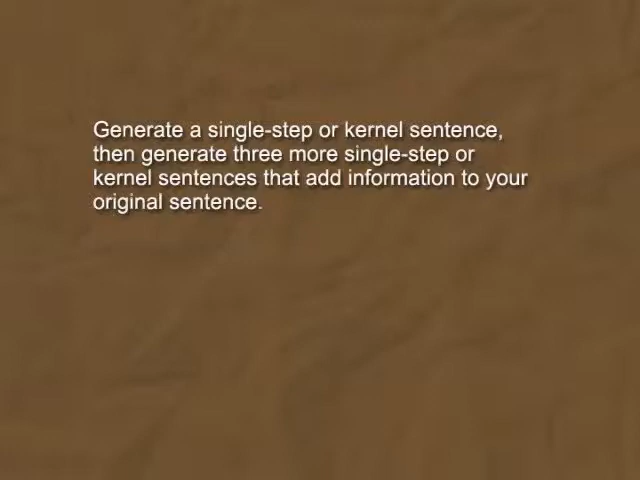 Generate a single-step or kernel sentence,
then generate three more single-step or
kernel sentences that add information to your
original sentence.